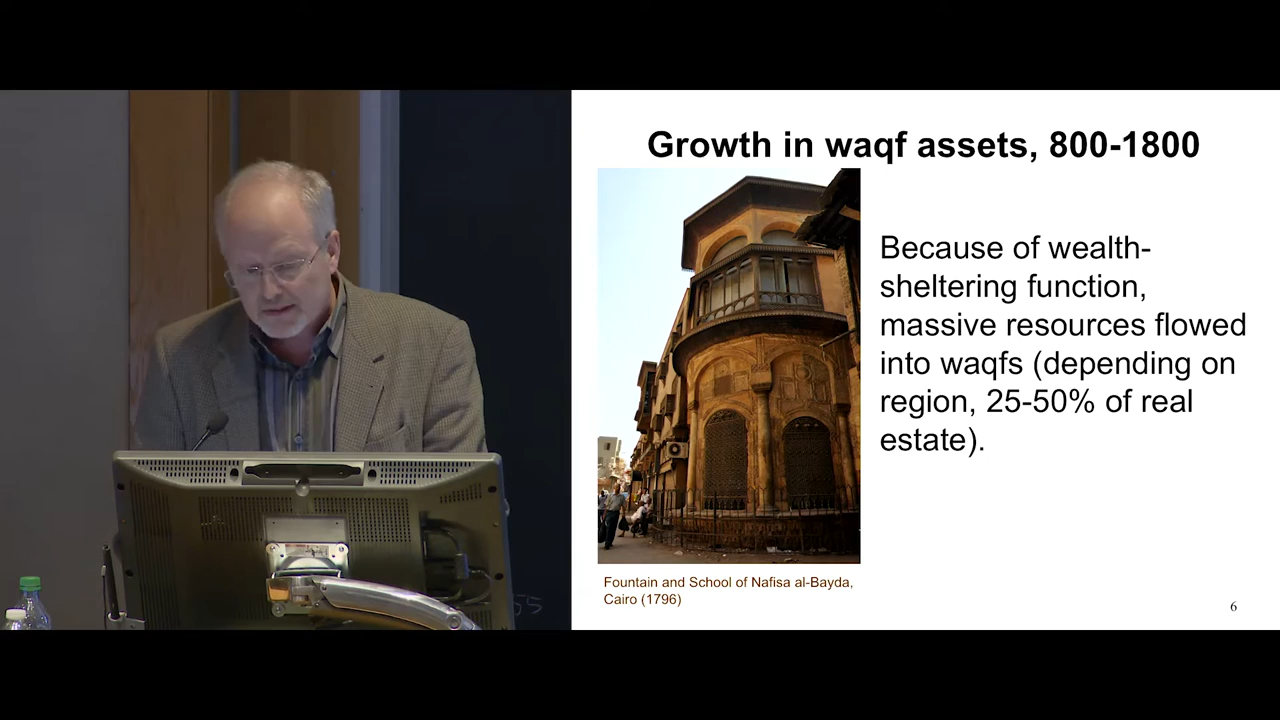 Growth in waqf assets, 800-1800
Because of wealth-
sheltering function,
massive resources flowed
into waqfs (depending on
region, 25-50% of real
estate).
Fountain and School of Nafisa al-Bayda,
Cairo (1796)
6
55